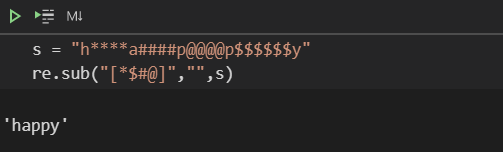 M↓
s = "h****a####p@@@@p$$$$$$y"
re.sub("[*$#@]","",s)
'happy'